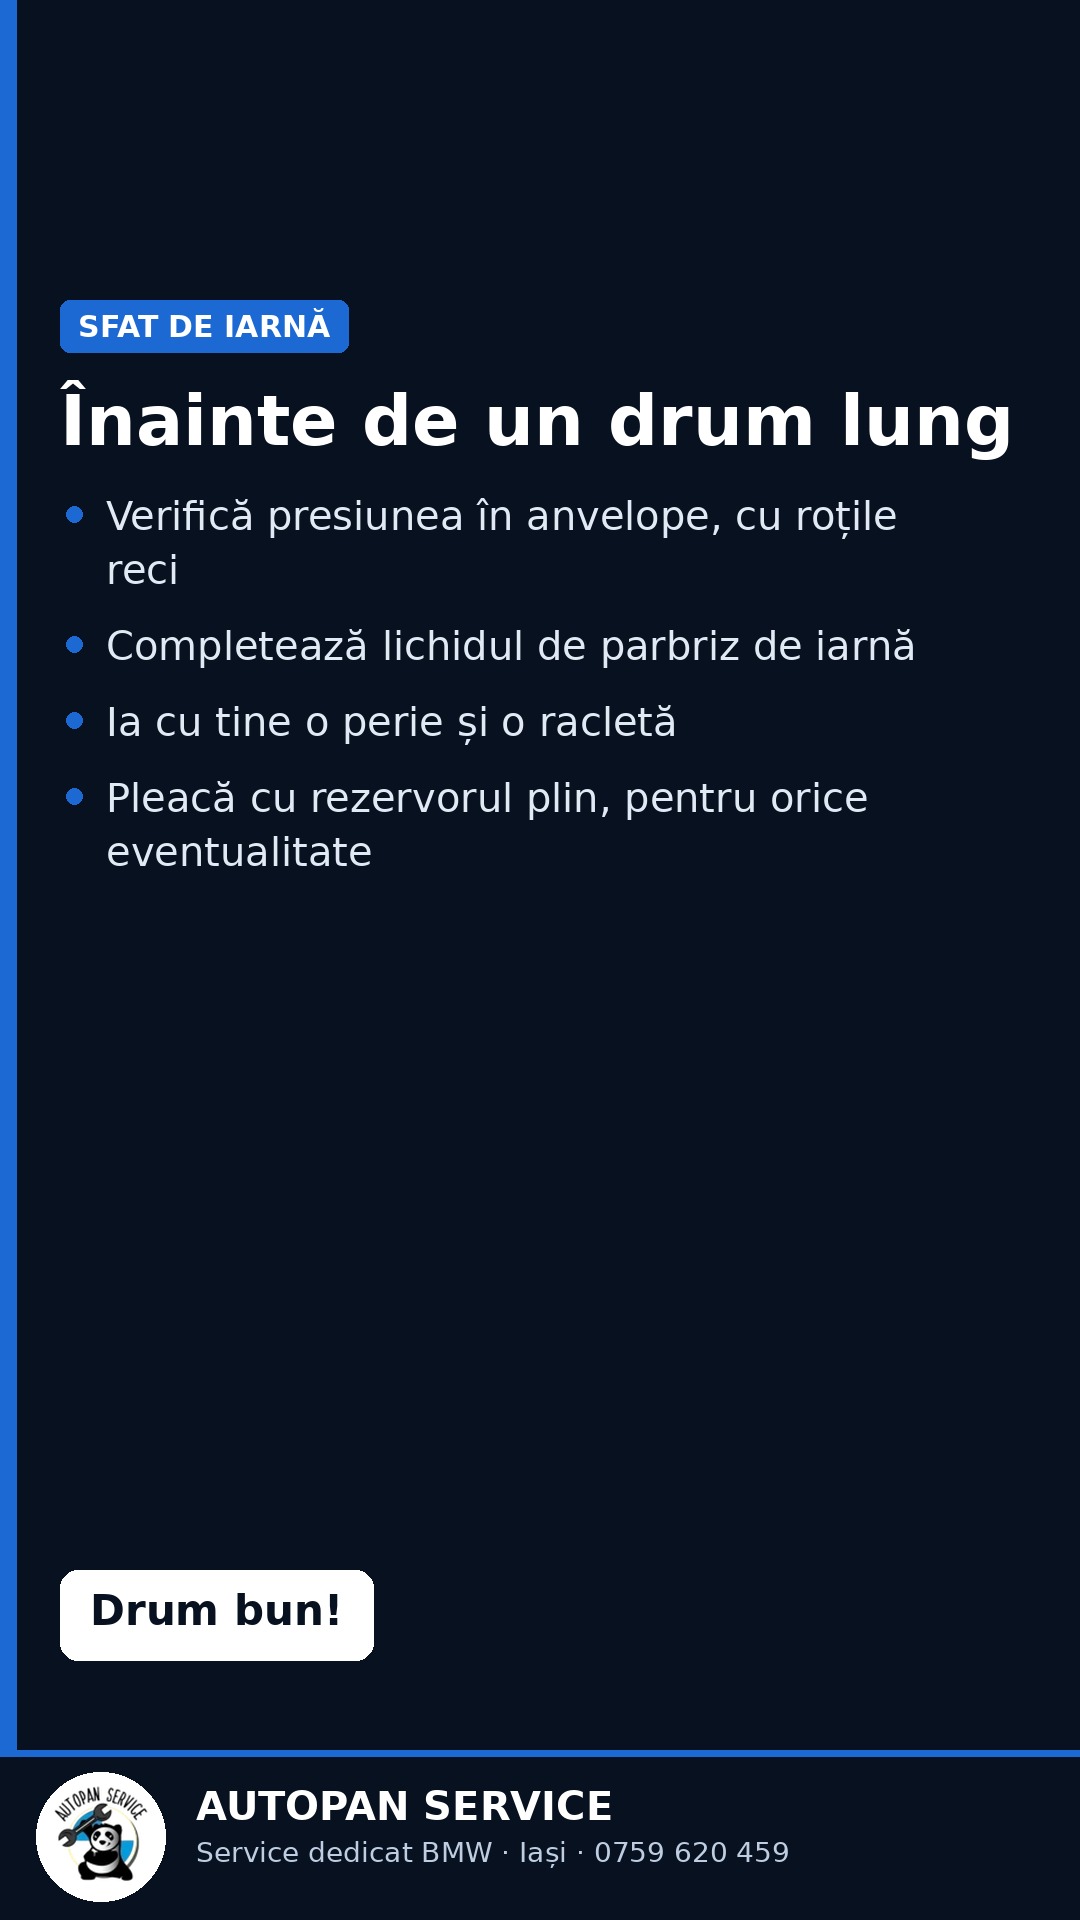 SFAT DE IARNĂ
Înainte de un drum lung
Verifică presiunea în anvelope, cu roțile
reci
Completează lichidul de parbriz de iarnă
Ia cu tine o perie și o racletă
Pleacă cu rezervorul plin, pentru orice
eventualitate
Drum bun!
AUTOPAN SERVICE
AUTOPAN SERVICE
Service dedicat BMW · Iași · 0759 620 459